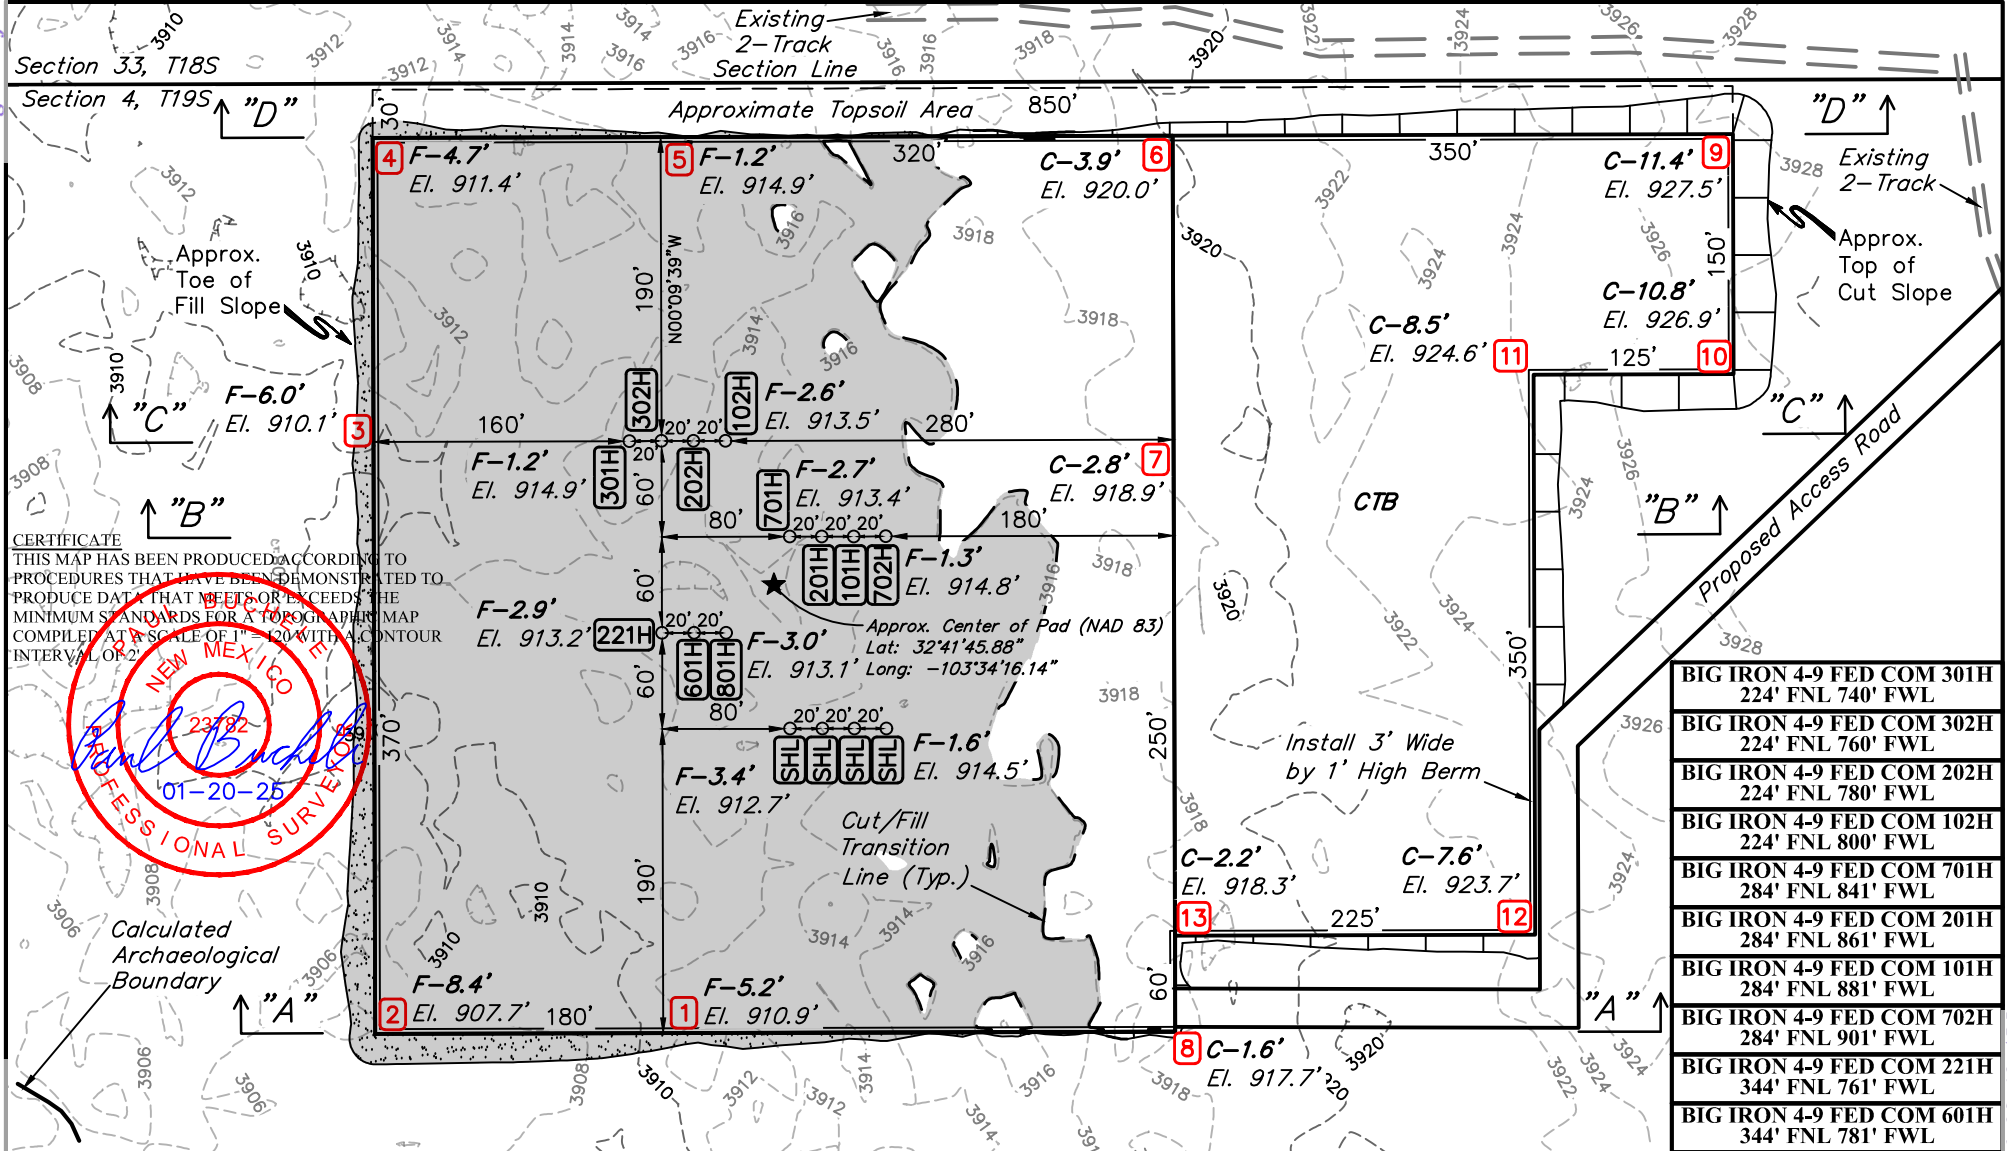 Existing
2-Track
Section Line
Section 33, T18S
Section 4, T19S
"D"
30'
Approximate Topsoil Area
850'
"D"
Existing
2-Track
4 F-4.7'
El. 911.4'
5 F-1.2'
El. 914.9'
320'
C-3.9' 6
El. 920.0'
350'
C-11.4' 9
El. 927.5'
Approx.
Toe of
Fill Slope
190'
N00°09'39"W
150'
Approx.
Top of
Cut Slope
C-10.8'
El. 926.9'
10
C-8.5'
El. 924.6' 11
125'
"C"
F-6.0'
El. 910.1'
3
160'
302H
102H
F-2.6'
El. 913.5'
20' 20'
20'
280'
"C"
F-1.2'
El. 914.9'
301H
202H
60'
701H
F-2.7'
El. 913.4'
C-2.8' 7
El. 918.9'
CTB
"B"
80'
20' 20' 20'
180'
"B"
Proposed Access Road
201H
101H
702H
F-1.3'
El. 914.8'
60'
CERTIFICATE
THIS MAP HAS BEEN PRODUCED ACCORDING TO
PROCEDURES THAT HAVE BEEN DEMONSTRATED TO
PRODUCE DATA THAT MEETS OR EXCEEDS THE
MINIMUM STANDARDS FOR A TOPOGRAPHIC MAP
COMPILED AT A SCALE OF 1" = 120' WITH A CONTOUR
INTERVAL OF 2'.
PAUL BUCHELE
NEW MEXICO
23782
PROFESSIONAL SURVEYOR
Paul Buchele
01-20-25
F-2.9'
El. 913.2'
221H
20' 20'
601H
801H
F-3.0'
El. 913.1'
Approx. Center of Pad (NAD 83)
Lat: 32°41'45.88"
Long: -103°34'16.14"
60'
80'
20' 20' 20'
SHL
SHL
SHL
SHL
F-1.6'
El. 914.5'
F-3.4'
El. 912.7'
370'
190'
250'
350'
Install 3' Wide
by 1' High Berm
Cut/Fill
Transition
Line (Typ.)
C-2.2'
El. 918.3'
13
C-7.6'
El. 923.7'
12
225'
60'
Calculated
Archaeological
Boundary
"A"
F-8.4'
2 El. 907.7'
180'
F-5.2'
1 El. 910.9'
"A"
8 C-1.6'
El. 917.7'
BIG IRON 4-9 FED COM 301H
224' FNL 740' FWL
BIG IRON 4-9 FED COM 302H
224' FNL 760' FWL
BIG IRON 4-9 FED COM 202H
224' FNL 780' FWL
BIG IRON 4-9 FED COM 102H
224' FNL 800' FWL
BIG IRON 4-9 FED COM 701H
284' FNL 841' FWL
BIG IRON 4-9 FED COM 201H
284' FNL 861' FWL
BIG IRON 4-9 FED COM 101H
284' FNL 881' FWL
BIG IRON 4-9 FED COM 702H
284' FNL 901' FWL
BIG IRON 4-9 FED COM 221H
344' FNL 761' FWL
BIG IRON 4-9 FED COM 601H
344' FNL 781' FWL
3910
3912
3914
3916
3918
3920
3922
3924
3926
3928
3908
3906